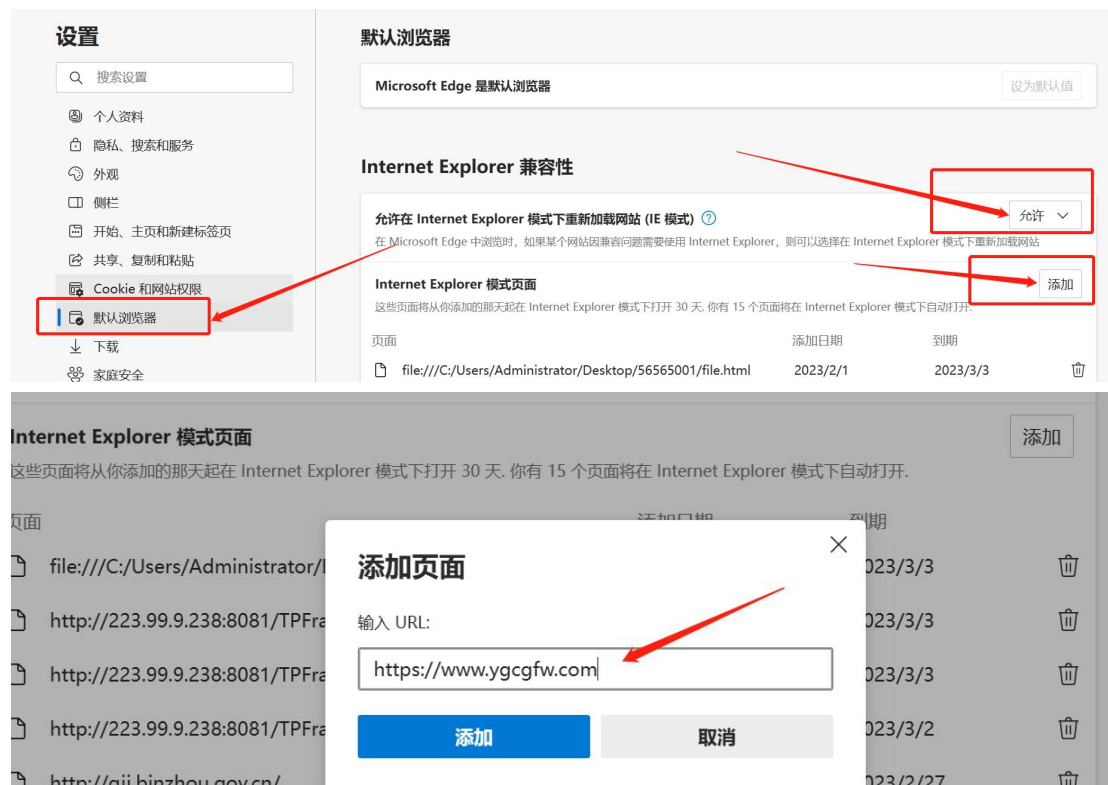 设置
搜索设置
个人资料
隐私、搜索和服务
外观
侧栏
开始、主页和新建标签页
共享、复制和粘贴
Cookie 和网站权限
默认浏览器
下载
家庭安全
默认浏览器
Microsoft Edge 是默认浏览器
设为默认值
Internet Explorer 兼容性
允许在 Internet Explorer 模式下重新加载网站 (IE 模式)
允许
在 Microsoft Edge 中浏览时，如果某个网站因兼容问题需要使用 Internet Explorer，则可以选择在 Internet Explorer 模式下重新加载网站
Internet Explorer 模式页面
添加
这些页面将从你添加的那天起在 Internet Explorer 模式下打开 30 天. 你有 15 个页面将在 Internet Explorer 模式下自动打开.
页面 添加日期 到期
file:///C:/Users/Administrator/Desktop/56565001/file.html 2023/2/1 2023/3/3
Internet Explorer 模式页面
添加
这些页面将从你添加的那天起在 Internet Explorer 模式下打开 30 天. 你有 15 个页面将在 Internet Explorer 模式下自动打开.
页面 添加日期 到期
file:///C:/Users/Administrator/ 023/3/3
http://223.99.9.238:8081/TPFra 023/3/3
http://223.99.9.238:8081/TPFra 023/3/3
http://223.99.9.238:8081/TPFra 023/3/2
binzhou.gov.cn/ 023/2/27
添加页面
输入 URL:
https://www.ygcgfw.com
添加 取消